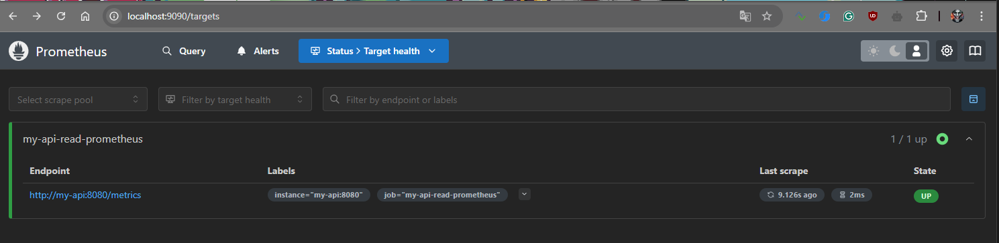 localhost:9090/targets
Prometheus Query Alerts Status > Target health
Select scrape pool Filter by target health Filter by endpoint or labels
my-api-read-prometheus 1 / 1 up
Endpoint Labels Last scrape State
http://my-api:8080/metrics instance="my-api:8080" job="my-api-read-prometheus" 9.126s ago 2ms UP